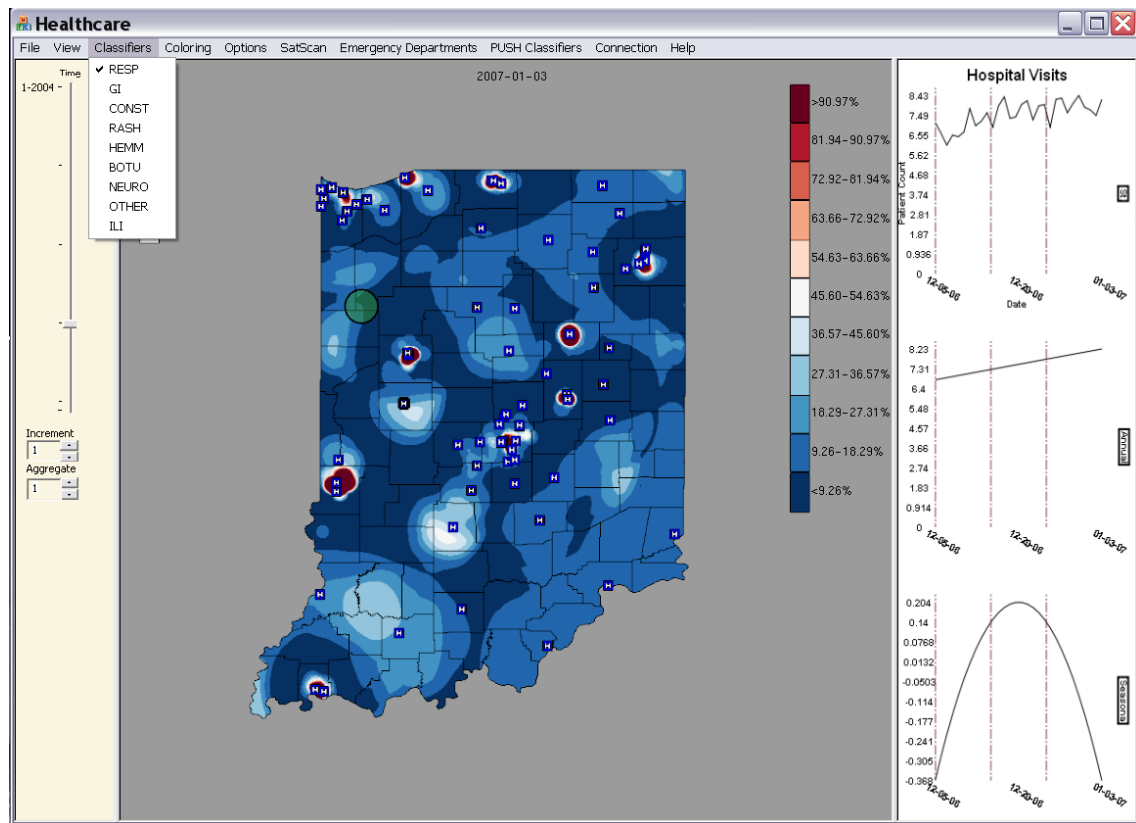 Healthcare
File View Classifiers Coloring Options SatScan Emergency Departments PUSH Classifiers Connection Help
Time
1-2004
RESP
GI
CONST
RASH
HEMM
BOTU
NEURO
OTHER
ILI
Increment
1
Aggregate
1
2007-01-03
>90.97%
81.94-90.97%
72.92-81.94%
63.66-72.92%
54.63-63.66%
45.60-54.63%
36.57-45.60%
27.31-36.57%
18.29-27.31%
9.26-18.29%
<9.26%
Hospital Visits
8.43
7.49
6.55
5.62
4.68
3.74
2.81
1.87
0.936
0
Patient Count
12-05-06 12-20-06 01-03-07
Date
8.23
7.31
6.4
5.48
4.57
3.66
2.74
1.83
0.914
0
Annual
12-05-06 12-20-06 01-03-07
0.204
0.14
0.0768
0.0132
-0.0503
-0.114
-0.177
-0.241
-0.305
-0.368
Seasonal
12-05-06 12-20-06 01-03-07